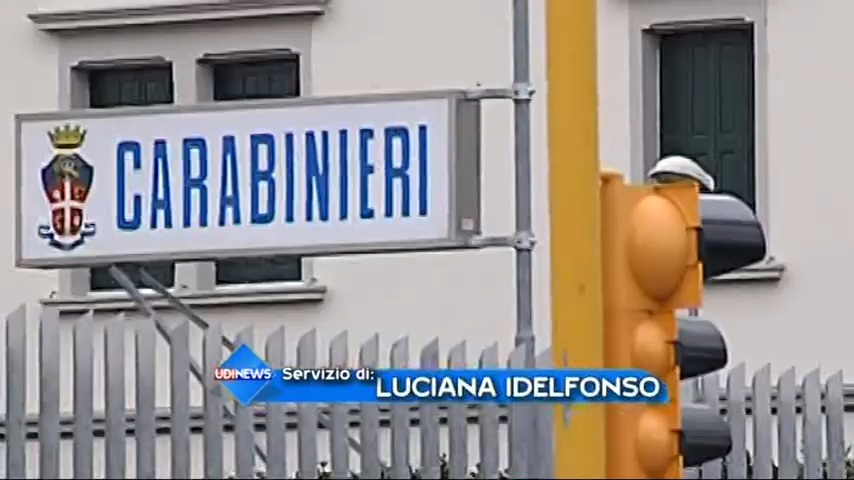 CARABINIERI
UDINEWS
Servizio di:
LUCIANA IDELFONSO